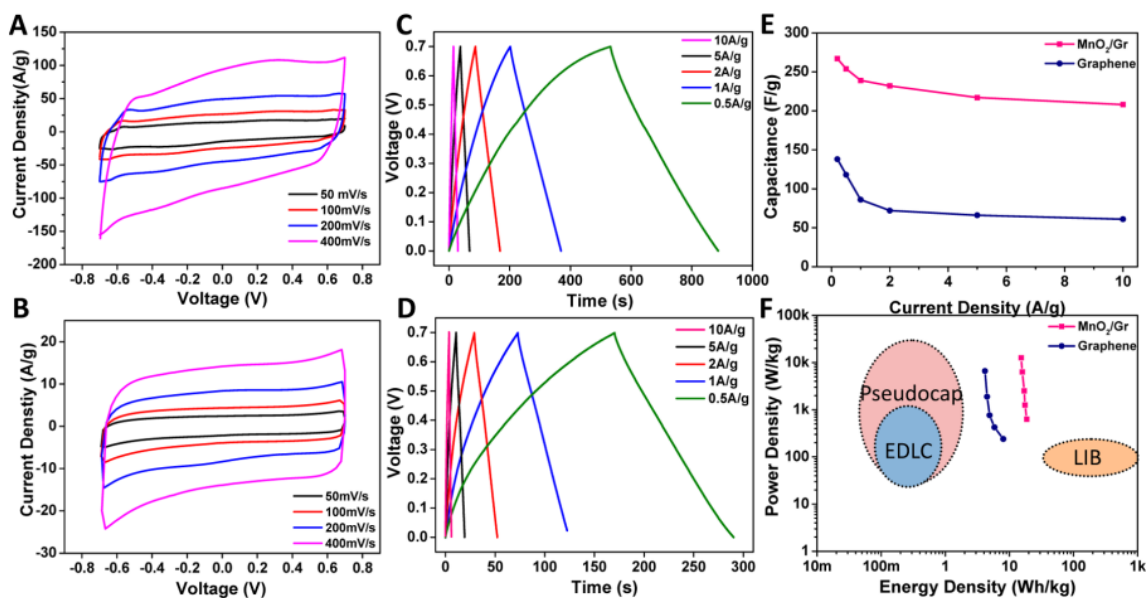 A
Current Density(A/g)
150
100
50
0
-50
-100
-150
-200
-250
50 mV/s
100mV/s
200mV/s
400mV/s
-0.8 -0.6 -0.4 -0.2 0.0 0.2 0.4 0.6 0.8
Voltage (V)
C
Voltage (V)
0.7
0.6
0.5
0.4
0.3
0.2
0.1
0.0
10A/g
5A/g
2A/g
1A/g
0.5A/g
0 200 400 600 800 1000
Time (s)
E
Capacitance (F/g)
300
250
200
150
100
50
0
MnO₂/Gr
Graphene
0 2 4 6 8 10
Current Density (A/g)
B
Current Denstiy (A/g)
20
10
0
-10
-20
-30
50mV/s
100mV/s
200mV/s
400mV/s
-0.8 -0.6 -0.4 -0.2 0.0 0.2 0.4 0.6 0.8
Voltage (V)
D
Voltage (V)
0.7
0.6
0.5
0.4
0.3
0.2
0.1
0.0
10A/g
5A/g
2A/g
1A/g
0.5A/g
0 50 100 150 200 250 300
Time (s)
F
Power Density (W/kg)
100k
10k
1k
100
10
1
MnO₂/Gr
Graphene
Pseudocap
EDLC
LIB
10m 100m 1 10 100 1k
Energy Density (Wh/kg)